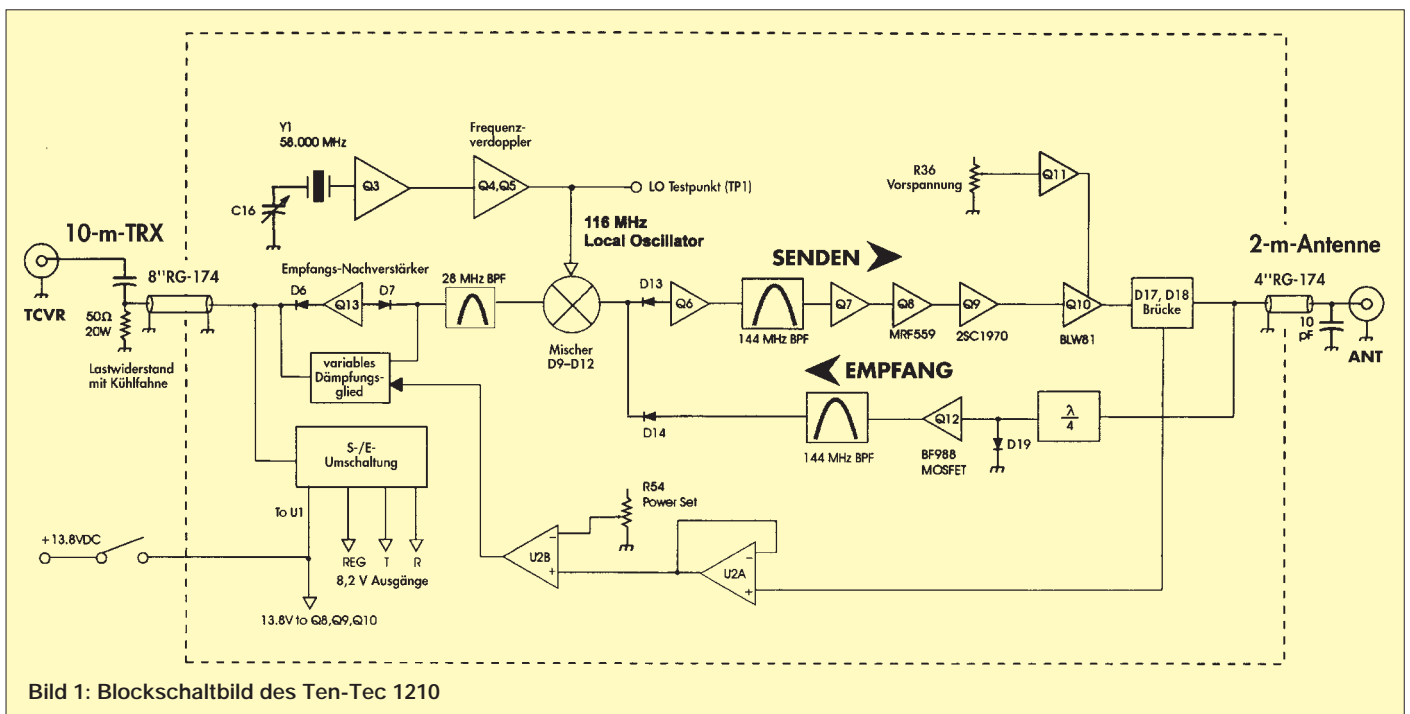 Y1
58.000 MHz
Frequenz-
verdoppler
Q3
Q4,Q5
LO Testpunkt (TP1)
C16
R36
Vorspannung
Q11
116 MHz
Local Oscillator
10-m-TRX
8"RG-174
TCVR
50Ω
20W
Lastwiderstand
mit Kühlfahne
Empfangs-Nachverstärker
D6
Q13
D7
28 MHz BPF
variables
Dämpfungs-
glied
Mischer
D9–D12
SENDEN
D13
Q6
144 MHz BPF
Q7
Q8
MRF559
Q9
2SC1970
Q10
BLW81
D17, D18
Brücke
2-m-Antenne
4"RG-174
10
pF
ANT
EMPFANG
D14
144 MHz BPF
Q12
BF988
MOSFET
D19
λ
4
S-/E-
Umschaltung
To U1
+13.8VDC
REG
T
R
8,2 V Ausgänge
13.8V to Q8,Q9,Q10
R54
Power Set
U2B
-
+
U2A
-
+
Bild 1: Blockschaltbild des Ten-Tec 1210